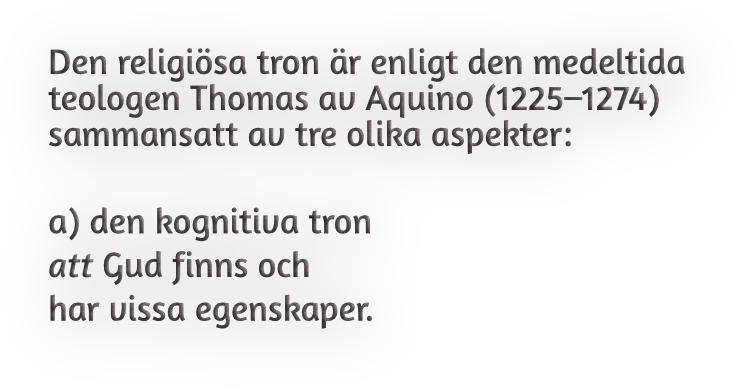 Den religiösa tron är enligt den medeltida
teologen Thomas av Aquino (1225–1274)
sammansatt av tre olika aspekter:
a) den kognitiva tron
att Gud finns och
har vissa egenskaper.